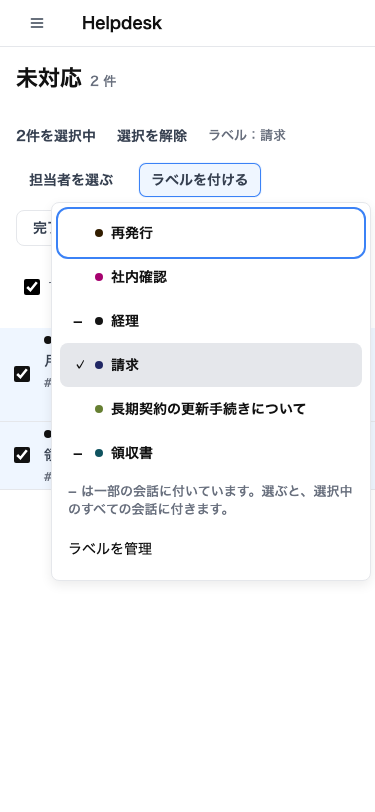 Helpdesk
未対応 2 件
2件を選択中 選択を解除 ラベル：請求
担当者を選ぶ ラベルを付ける
再発行
社内確認
– 経理
✓ 請求
長期契約の更新手続きについて
– 領収書
– は一部の会話に付いています。選ぶと、選択中
のすべての会話に付きます。
ラベルを管理